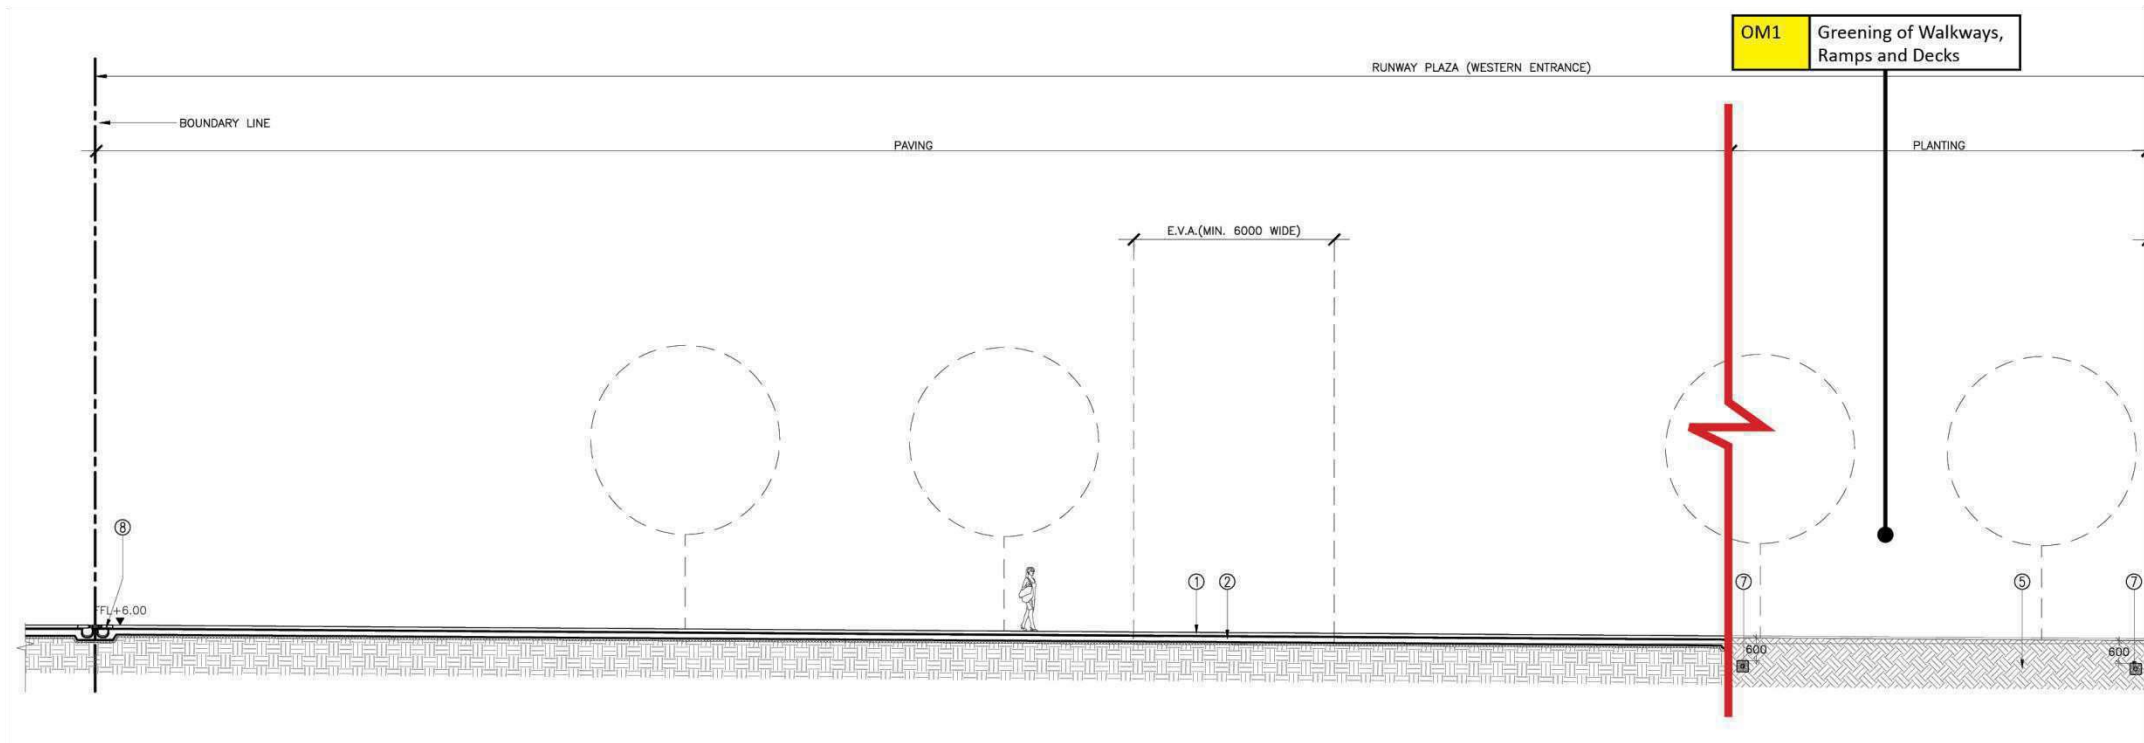 OM1
Greening of Walkways,
Ramps and Decks
RUNWAY PLAZA (WESTERN ENTRANCE)
BOUNDARY LINE
PAVING
PLANTING
E.V.A.(MIN. 6000 WIDE)
8
1
2
7
5
7
FFL+6.00
600
600